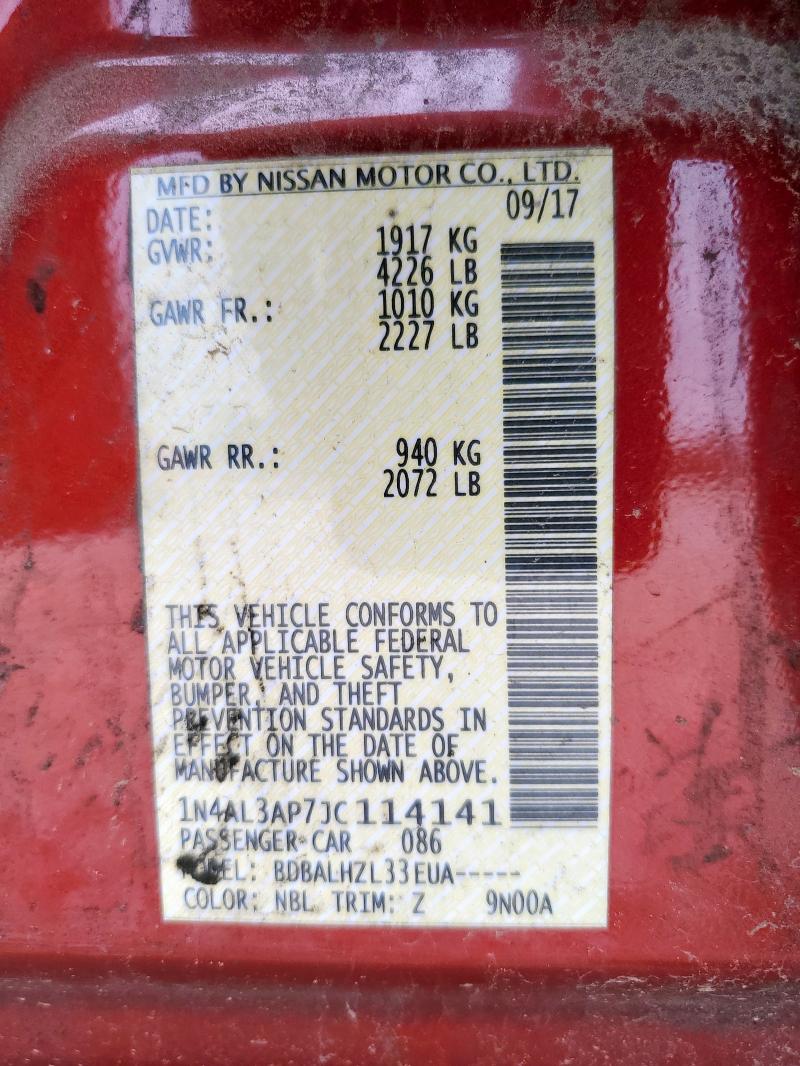 MFD BY NISSAN MOTOR CO., LTD.
DATE: 09/17
GVWR: 1917 KG
4226 LB
GAWR FR.: 1010 KG
2227 LB
GAWR RR.: 940 KG
2072 LB
THIS VEHICLE CONFORMS TO
ALL APPLICABLE FEDERAL
MOTOR VEHICLE SAFETY,
BUMPER, AND THEFT
PREVENTION STANDARDS IN
EFFECT ON THE DATE OF
MANUFACTURE SHOWN ABOVE.
1N4AL3AP7JC114141
PASSENGER CAR 086
MODEL: BDBALHZL33EUA-----
COLOR: NBL TRIM: Z 9N00A